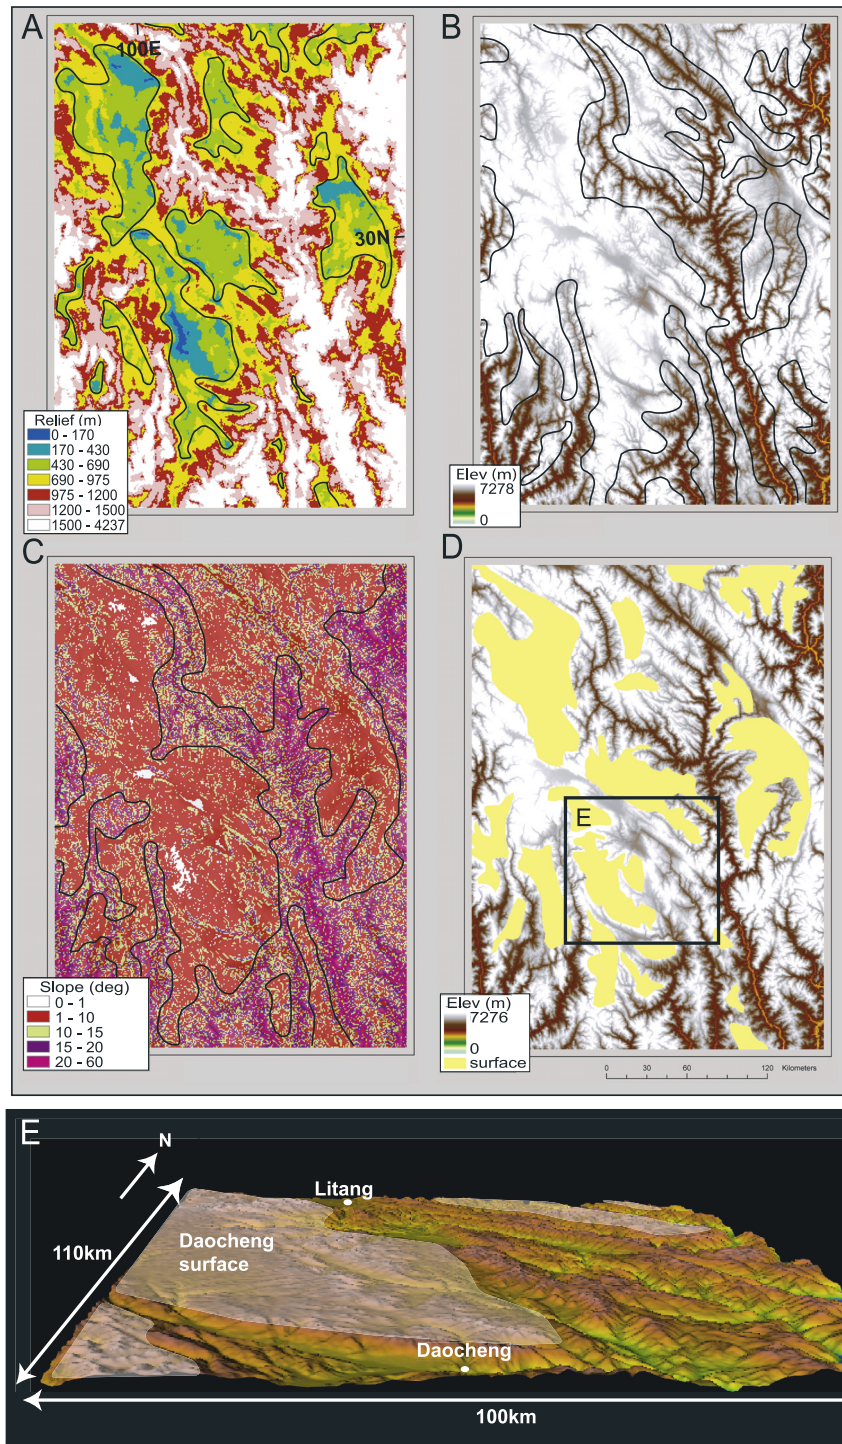 A
100E
30N
Relief (m)
0 - 170
170 - 430
430 - 690
690 - 975
975 - 1200
1200 - 1500
1500 - 4237
B
Elev (m)
7278
0
C
Slope (deg)
0 - 1
1 - 10
10 - 15
15 - 20
20 - 60
D
E
Elev (m)
7276
0
surface
0 30 60 120 Kilometers
E
N
Litang
110km
Daocheng
surface
Daocheng
100km